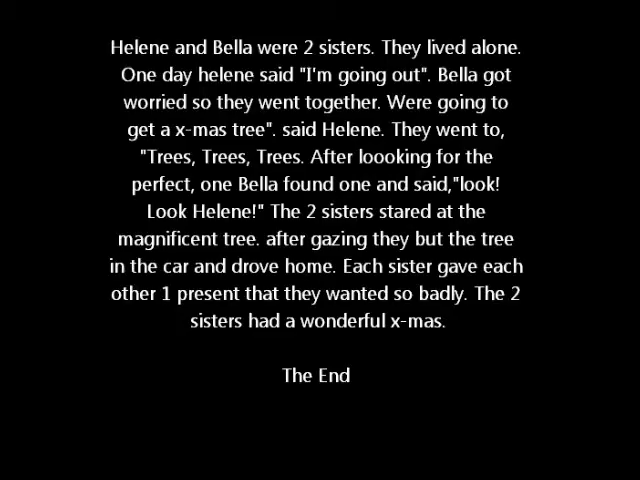 Helene and Bella were 2 sisters. They lived alone.
One day helene said "I'm going out". Bella got
worried so they went together. Were going to
get a x-mas tree". said Helene. They went to,
"Trees, Trees, Trees. After loooking for the
perfect, one Bella found one and said,"look!
Look Helene!" The 2 sisters stared at the
magnificent tree. after gazing they but the tree
in the car and drove home. Each sister gave each
other 1 present that they wanted so badly. The 2
sisters had a wonderful x-mas.
The End